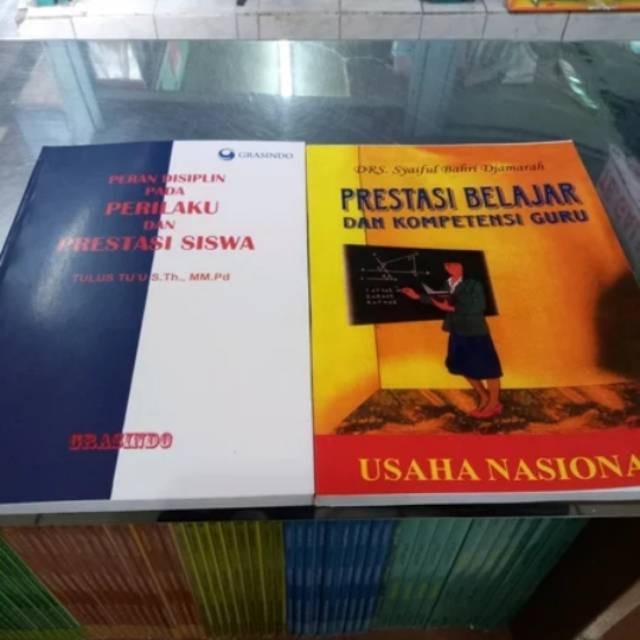 GRASINDO
PERAN DISIPLIN
PADA
PERILAKU
DAN
PRESTASI SISWA
TULUS TU'U S.Th., MM.Pd
GRASINDO
DRS. Syaiful Bahri Djamarah
PRESTASI BELAJAR
DAN KOMPETENSI GURU
USAHA NASIONA